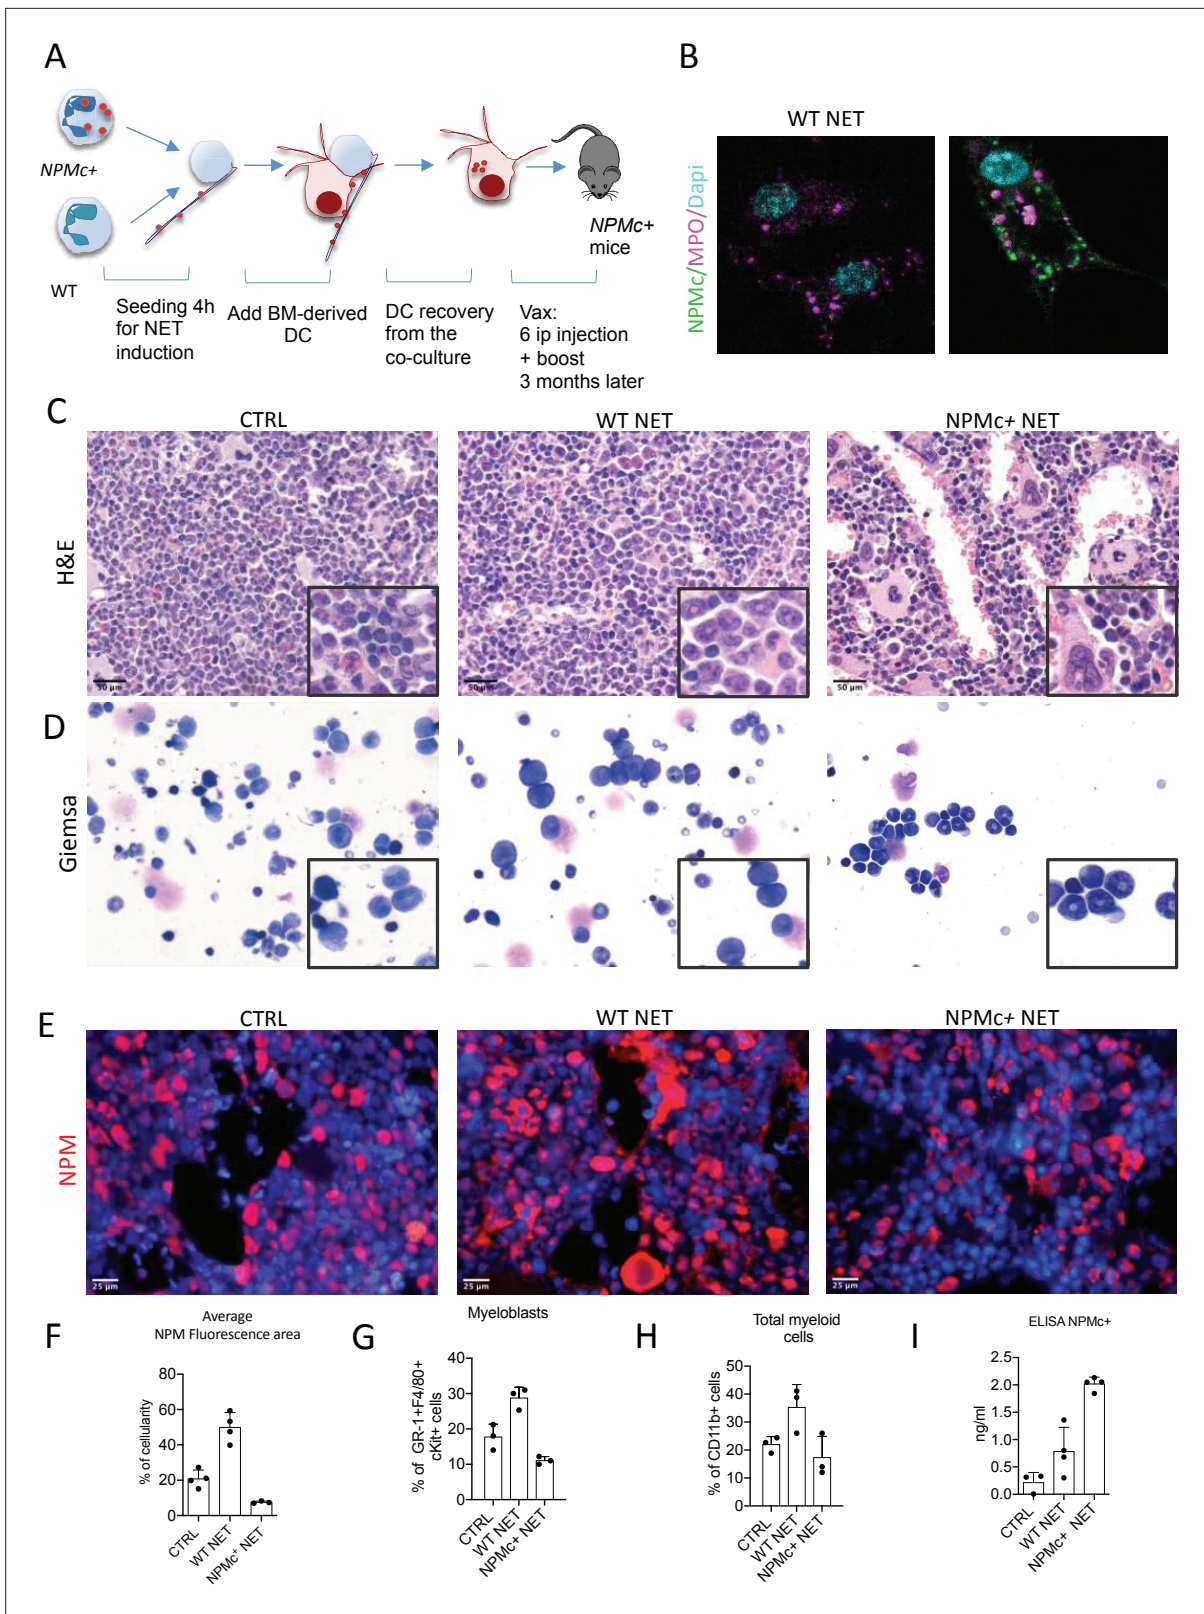 A
NPMc+
WT
Seeding 4h
for NET
induction
Add BM-derived
DC
DC recovery
from the
co-culture
Vax:
6 ip injection
+ boost
3 months later
NPMc+
mice
B
WT NET
NPMc/MPO/Dapi
C
CTRL
WT NET
NPMc+ NET
H&E
50 µm
50 µm
50 µm
D
Giemsa
E
CTRL
WT NET
NPMc+ NET
NPM
25 µm
25 µm
25 µm
F
Average
NPM Fluorescence area
% of cellularity
80
60
40
20
0
CTRL
WT NET
NPMc+ NET
G
Myeloblasts
% of GR-1+F4/80+
cKit+ cells
40
30
20
10
0
CTRL
WT NET
NPMc+ NET
H
Total myeloid
cells
% of CD11b+ cells
50
40
30
20
10
0
CTRL
WT NET
NPMc+ NET
I
ELISA NPMc+
ng/ml
2.5
2.0
1.5
1.0
0.5
0.0
CTRL
WT NET
NPMc+ NET